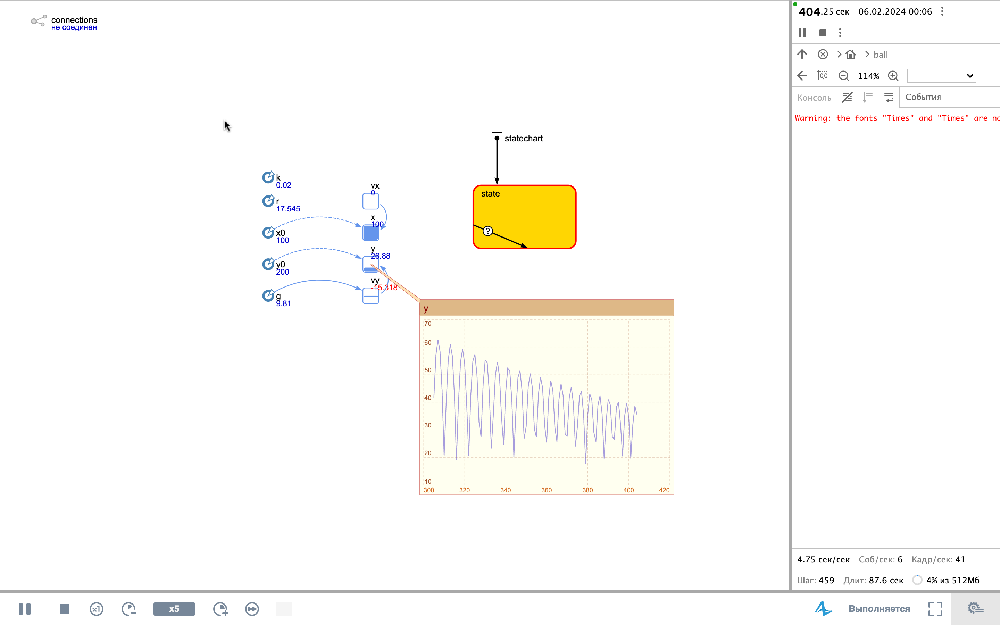 connections
не соединен
statechart
state
?
k
0.02
r
17.545
x0
100
y0
200
g
9.81
vx
0
x
100
y
26.88
vy
-15.318
y
70
60
50
40
30
20
10
300 320 340 360 380 400 420
404.25 сек 06.02.2024 00:06
ball
0,0 114%
Консоль События
Warning: the fonts "Times" and "Times" are no
4.75 сек/сек Соб/сек: 6 Кадр/сек: 41
Шаг: 459 Длит: 87.6 сек 4% из 512Мб
x1 x5 Выполняется